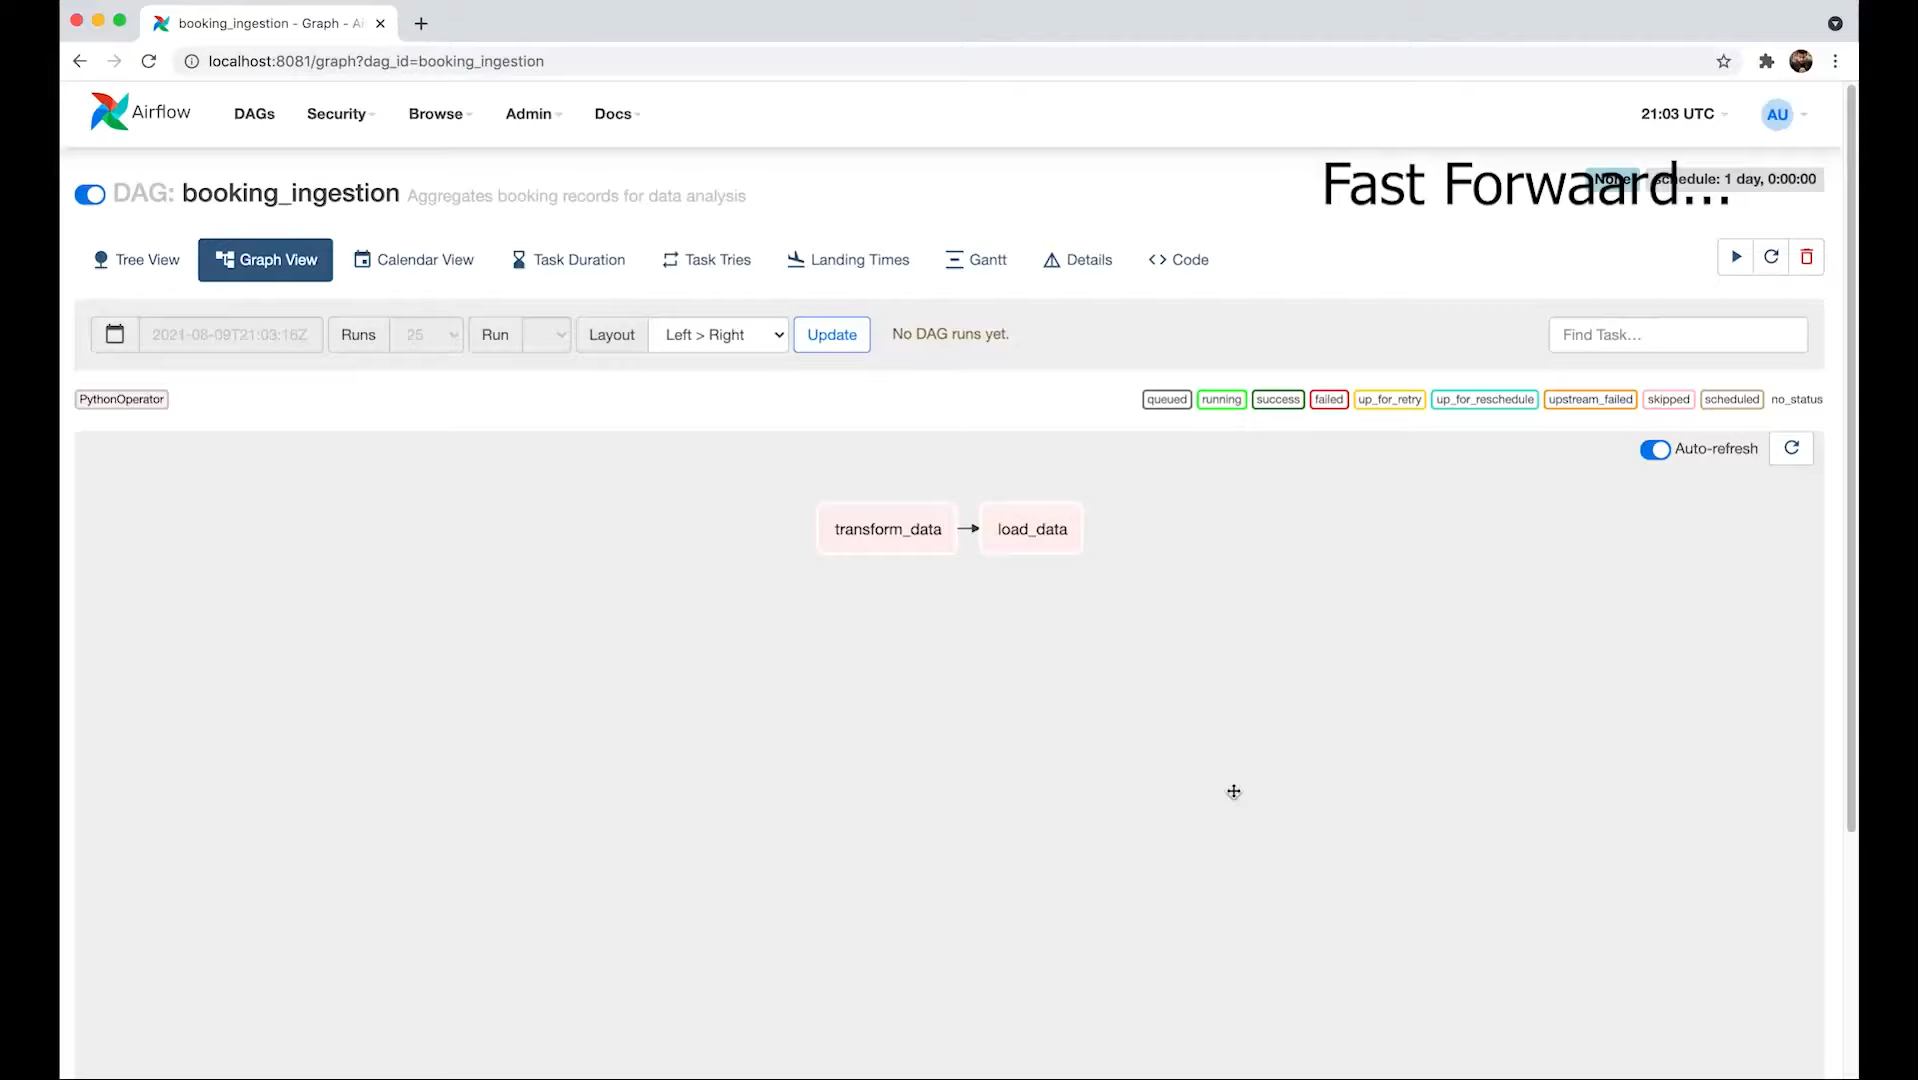 booking_ingestion - Graph - Ai
localhost:8081/graph?dag_id=booking_ingestion
Airflow DAGs Security Browse Admin Docs 21:03 UTC AU
DAG: booking_ingestion Aggregates booking records for data analysis
Fast Forwaard...
None schedule: 1 day, 0:00:00
Tree View Graph View Calendar View Task Duration Task Tries Landing Times Gantt Details Code
2021-08-09T21:03:16Z Runs 25 Run Layout Left > Right Update No DAG runs yet. Find Task...
PythonOperator queued running success failed up_for_retry up_for_reschedule upstream_failed skipped scheduled no_status
Auto-refresh
transform_data load_data